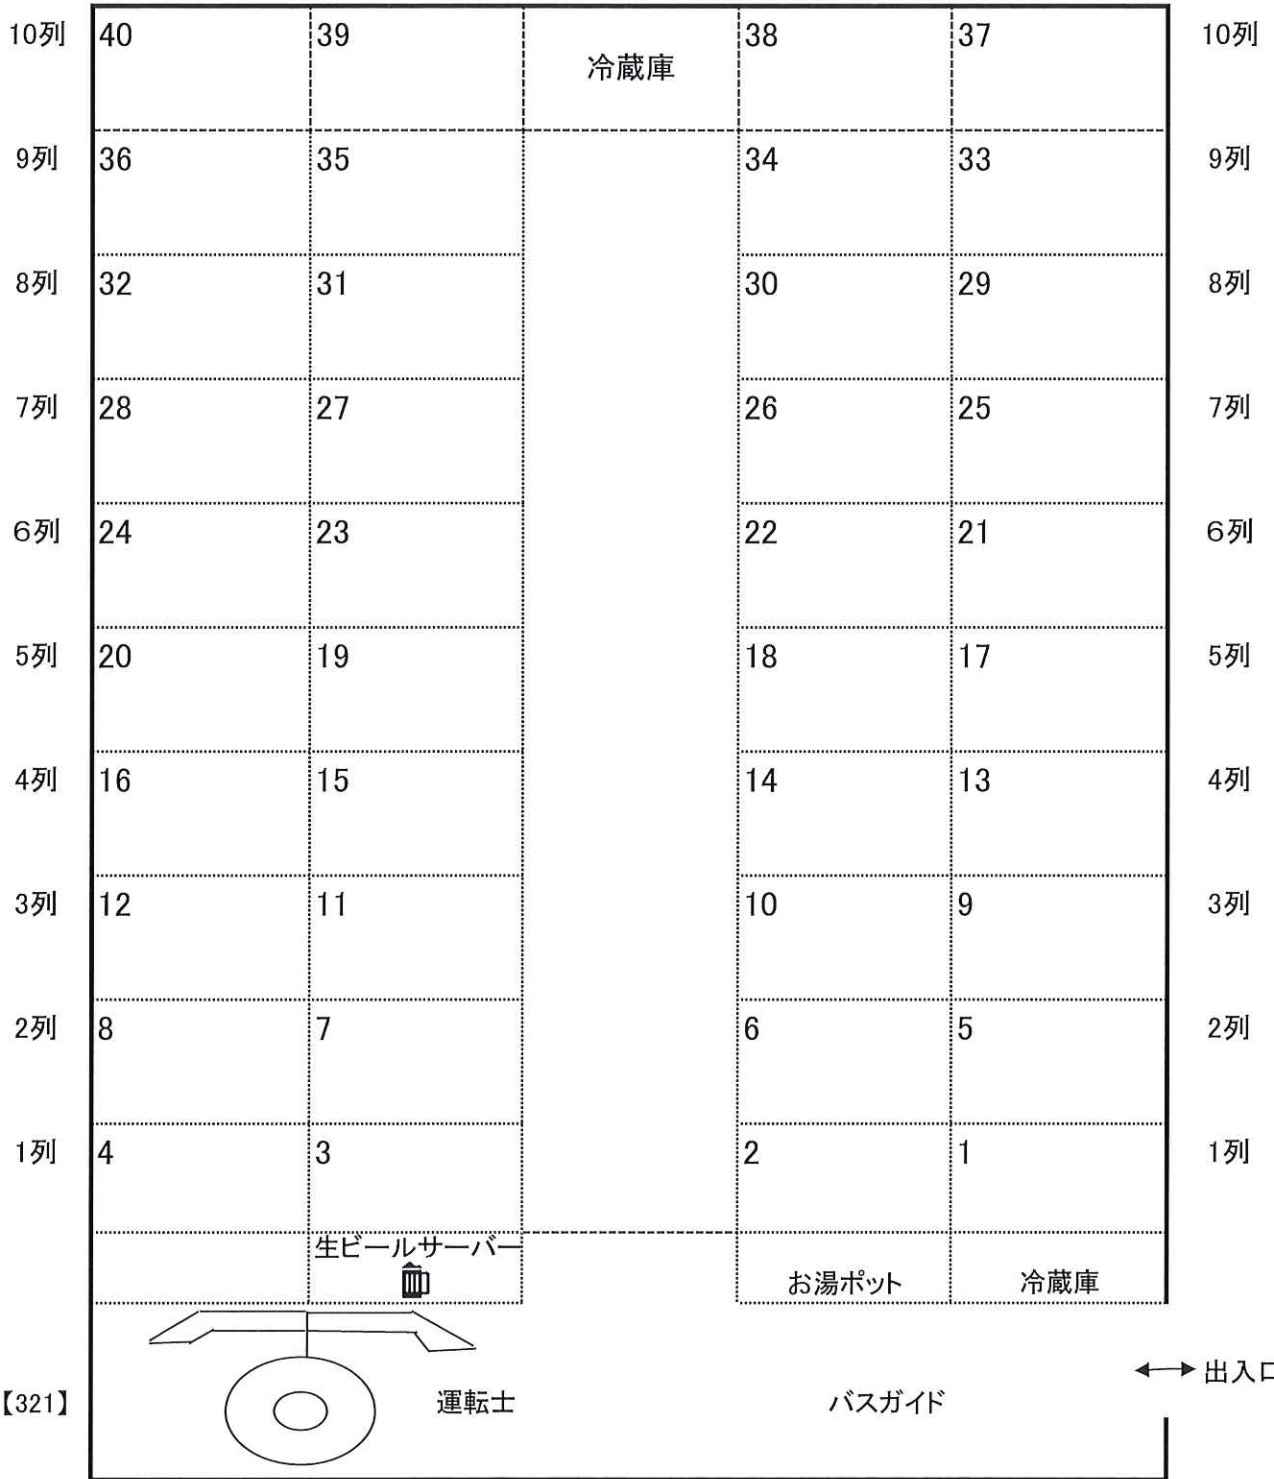 10列 40 39 冷蔵庫 38 37 10列
9列 36 35 34 33 9列
8列 32 31 30 29 8列
7列 28 27 26 25 7列
6列 24 23 22 21 6列
5列 20 19 18 17 5列
4列 16 15 14 13 4列
3列 12 11 10 9 3列
2列 8 7 6 5 2列
1列 4 3 2 1 1列
生ビールサーバー お湯ポット 冷蔵庫
【321】 運転士 バスガイド 出入口